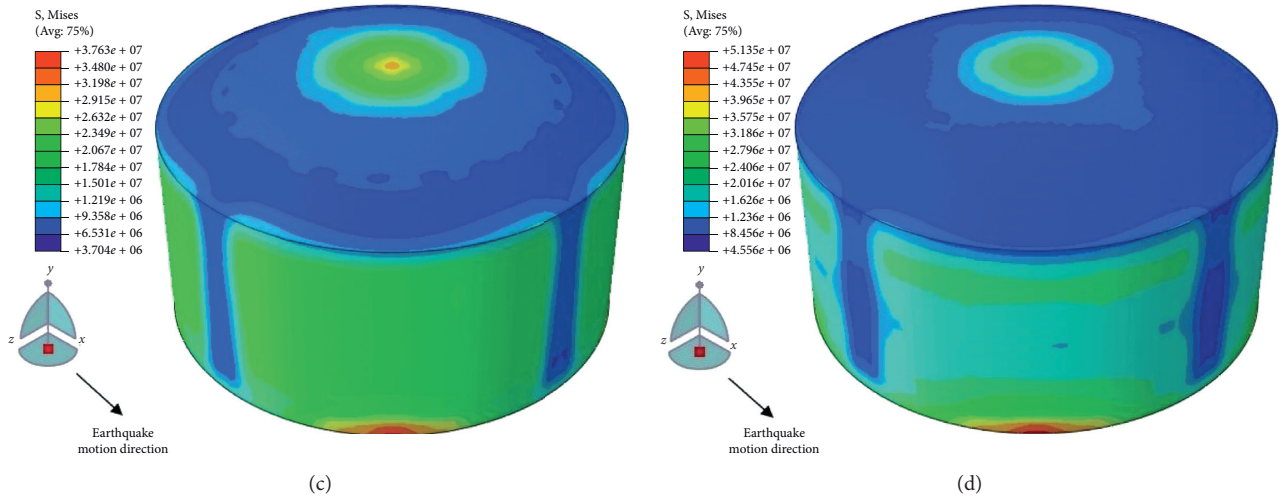 S, Mises
(Avg: 75%)
+3.763e + 07
+3.480e + 07
+3.198e + 07
+2.915e + 07
+2.632e + 07
+2.349e + 07
+2.067e + 07
+1.784e + 07
+1.501e + 07
+1.219e + 06
+9.358e + 06
+6.531e + 06
+3.704e + 06
y
z
x
Earthquake
motion direction
(c)
S, Mises
(Avg: 75%)
+5.135e + 07
+4.745e + 07
+4.355e + 07
+3.965e + 07
+3.575e + 07
+3.186e + 07
+2.796e + 07
+2.406e + 07
+2.016e + 07
+1.626e + 06
+1.236e + 06
+8.456e + 06
+4.556e + 06
y
z
x
Earthquake
motion direction
(d)